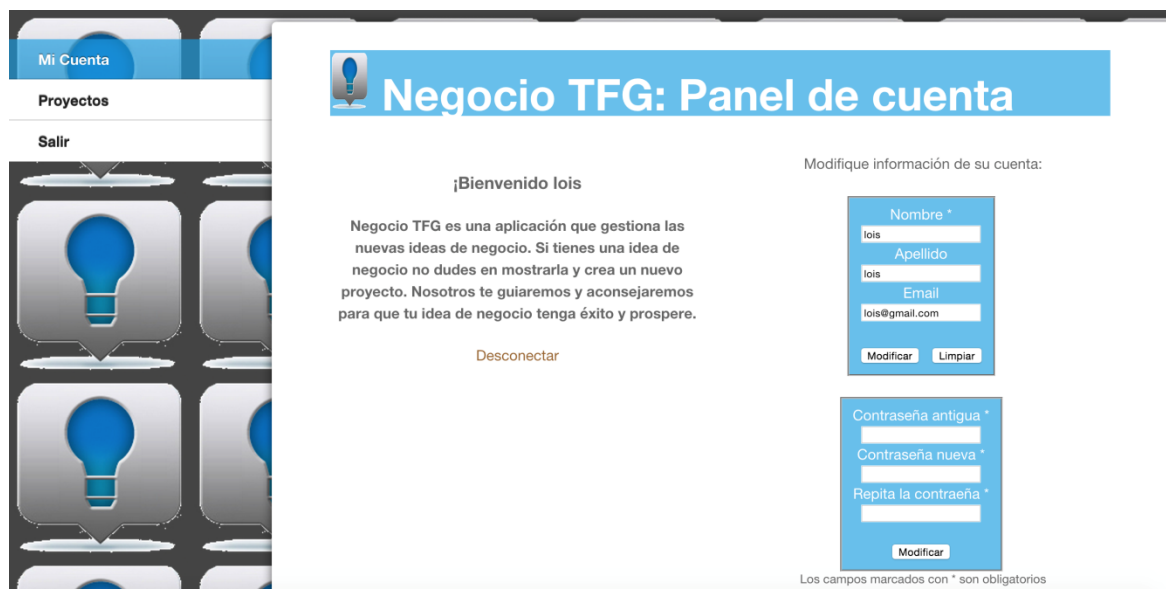 Mi Cuenta
Proyectos
Salir
Negocio TFG: Panel de cuenta
¡Bienvenido lois
Negocio TFG es una aplicación que gestiona las
nuevas ideas de negocio. Si tienes una idea de
negocio no dudes en mostrarla y crea un nuevo
proyecto. Nosotros te guiaremos y aconsejaremos
para que tu idea de negocio tenga éxito y prospere.
Desconectar
Modifique información de su cuenta:
Nombre *
lois
Apellido
lois
Email
lois@gmail.com
Modificar Limpiar
Contraseña antigua *
Contraseña nueva *
Repita la contraeña *
Modificar
Los campos marcados con * son obligatorios